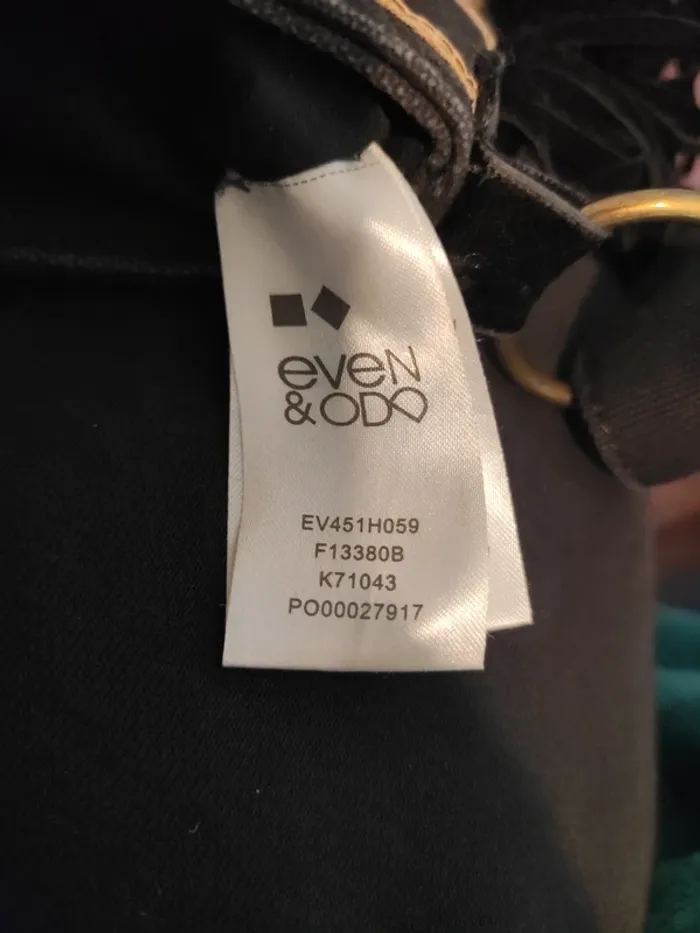 even
&ODD
EV451H059
F13380B
K71043
PO00027917